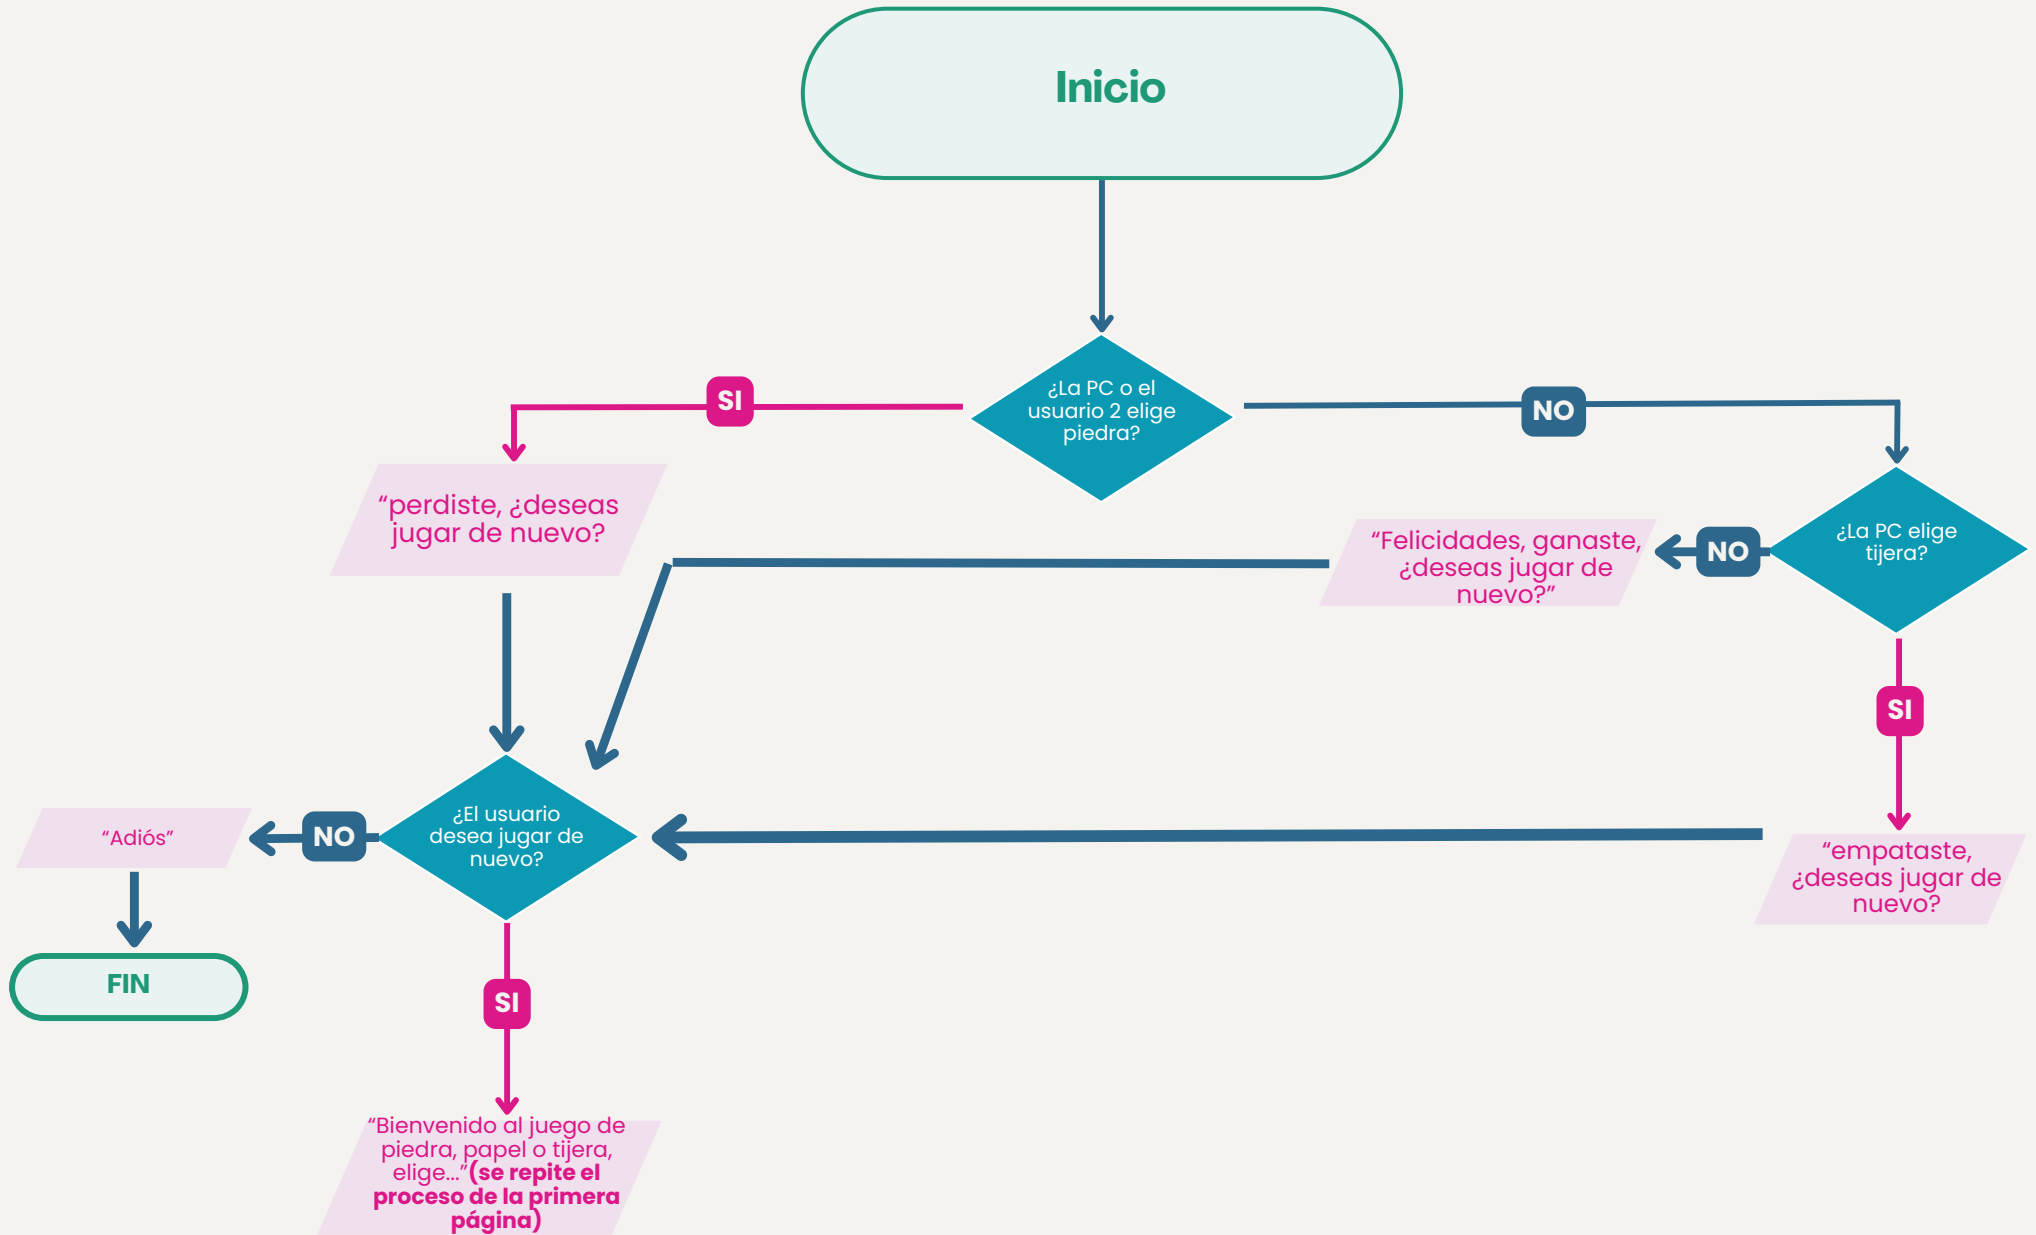 Inicio
¿La PC o el
usuario 2 elige
piedra?
SI
NO
“perdiste, ¿deseas
jugar de nuevo?
“Felicidades, ganaste,
¿deseas jugar de
nuevo?”
NO
¿La PC elige
tijera?
SI
“Adiós”
NO
¿El usuario
desea jugar de
nuevo?
“empataste,
¿deseas jugar de
nuevo?
FIN
SI
“Bienvenido al juego de
piedra, papel o tijera,
elige...”(se repite el
proceso de la primera
página)